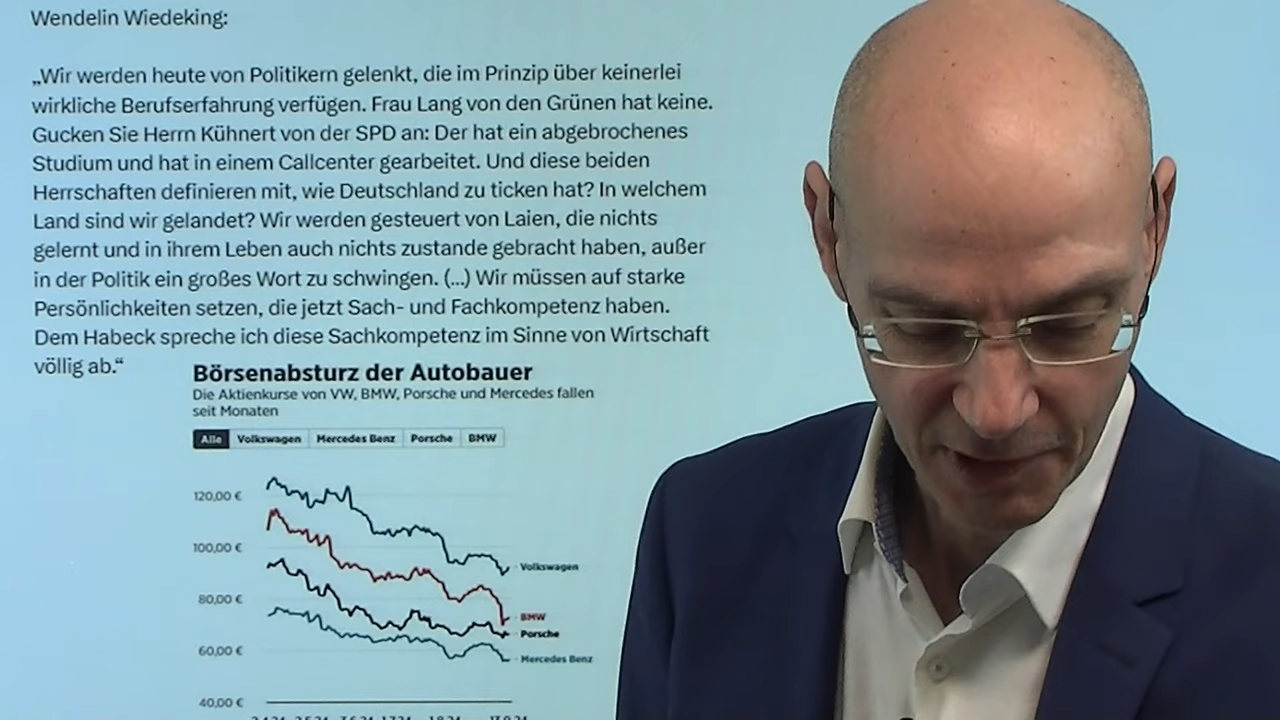 Wendelin Wiedeking:
„Wir werden heute von Politikern gelenkt, die im Prinzip über keinerlei
wirkliche Berufserfahrung verfügen. Frau Lang von den Grünen hat keine.
Gucken Sie Herrn Kühnert von der SPD an: Der hat ein abgebrochenes
Studium und hat in einem Callcenter gearbeitet. Und diese beiden
Herrschaften definieren mit, wie Deutschland zu ticken hat? In welchem
Land sind wir gelandet? Wir werden gesteuert von Laien, die nichts
gelernt und in ihrem Leben auch nichts zustande gebracht haben, außer
in der Politik ein großes Wort zu schwingen. (...) Wir müssen auf starke
Persönlichkeiten setzen, die jetzt Sach- und Fachkompetenz haben.
Dem Habeck spreche ich diese Sachkompetenz im Sinne von Wirtschaft
völlig ab.“
Börsenabsturz der Autobauer
Die Aktienkurse von VW, BMW, Porsche und Mercedes fallen
seit Monaten
Alle Volkswagen Mercedes Benz Porsche BMW
120,00 €
100,00 €
Volkswagen
80,00 €
BMW
Porsche
60,00 €
Mercedes Benz
40,00 €